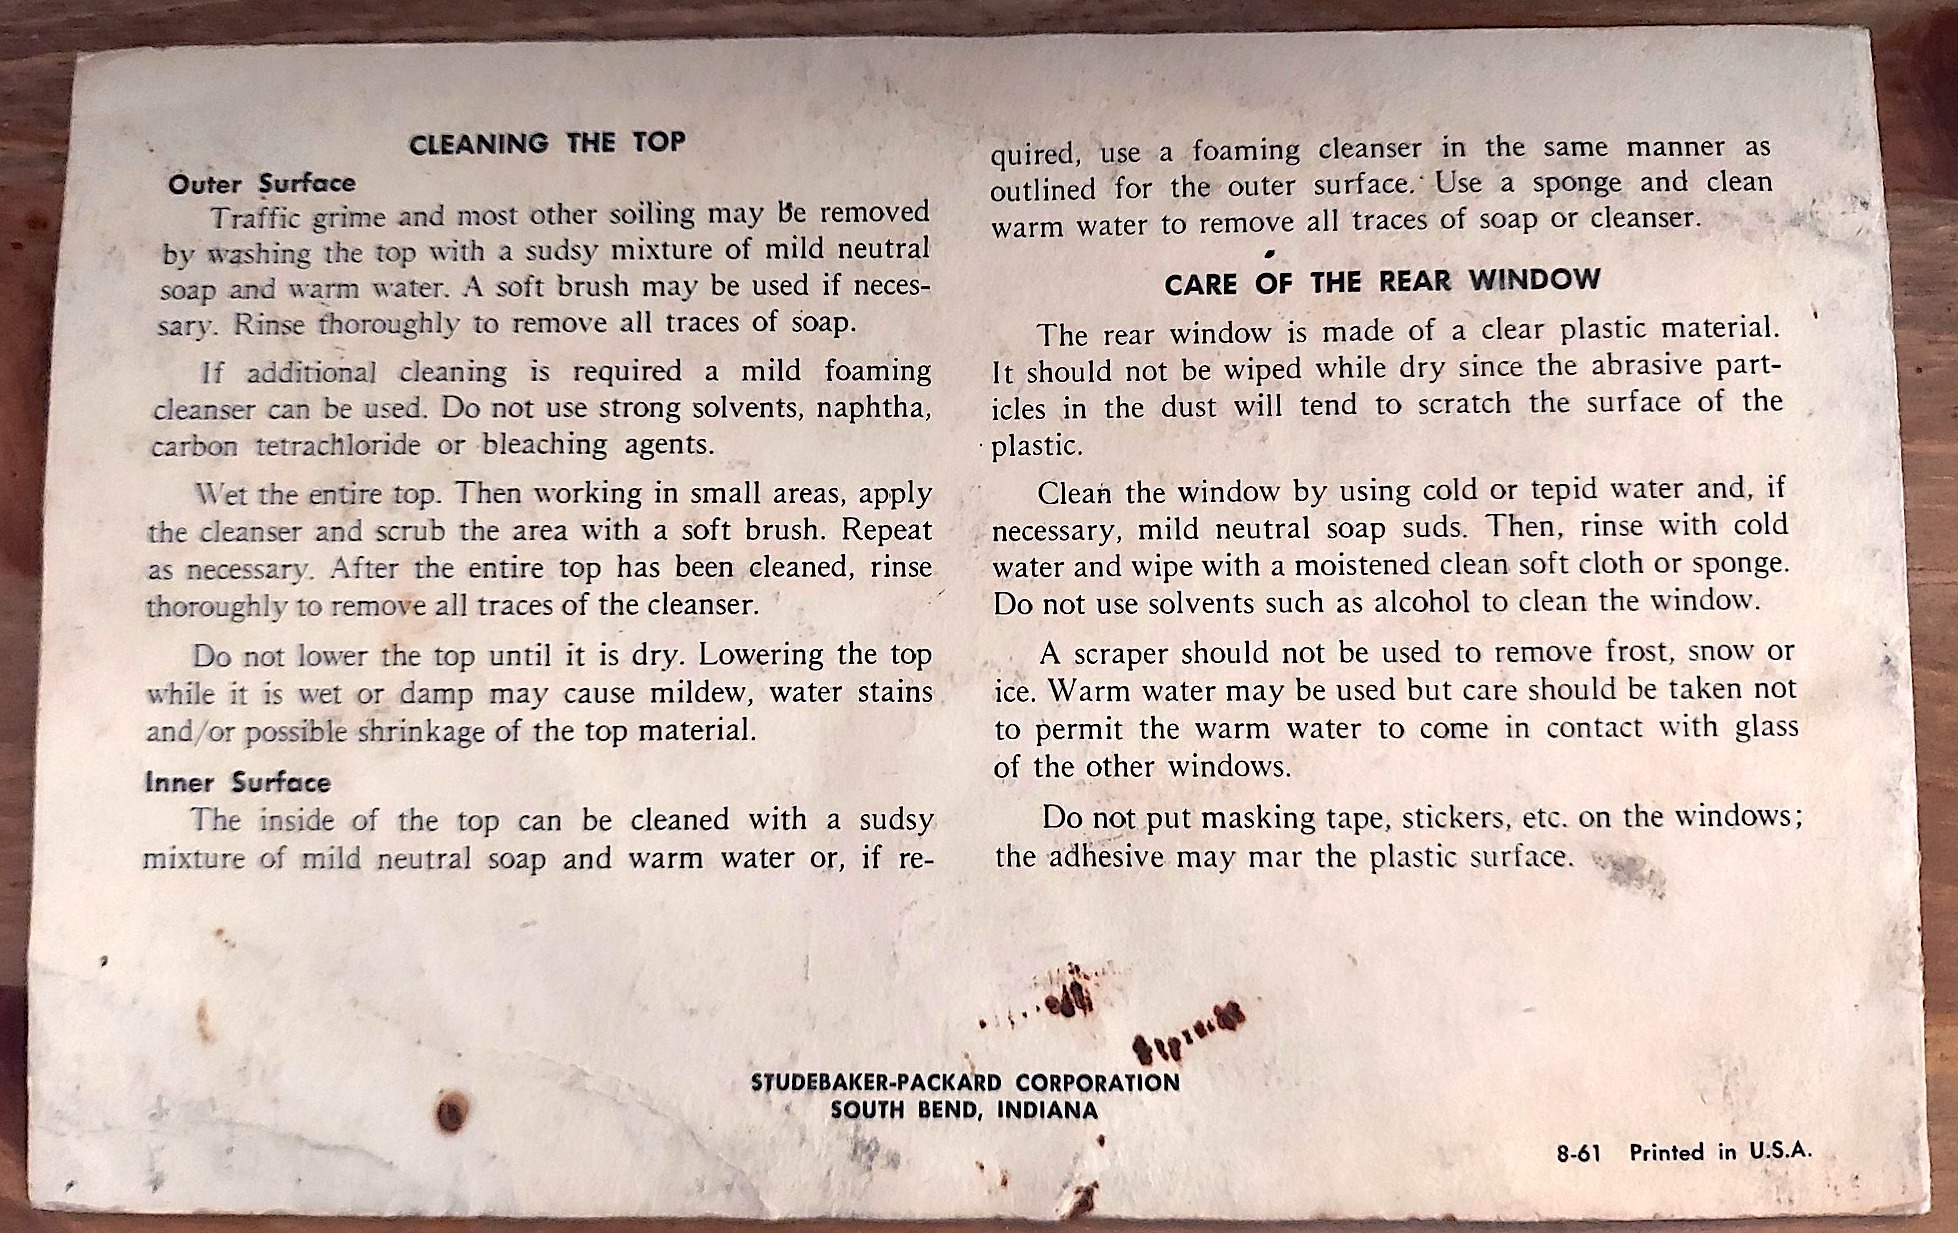 CLEANING THE TOP
Outer Surface
Traffic grime and most other soiling may be removed
by washing the top with a sudsy mixture of mild neutral
soap and warm water. A soft brush may be used if neces-
sary. Rinse thoroughly to remove all traces of soap.
If additional cleaning is required a mild foaming
cleanser can be used. Do not use strong solvents, naphtha,
carbon tetrachloride or bleaching agents.
Wet the entire top. Then working in small areas, apply
the cleanser and scrub the area with a soft brush. Repeat
as necessary. After the entire top has been cleaned, rinse
thoroughly to remove all traces of the cleanser.
Do not lower the top until it is dry. Lowering the top
while it is wet or damp may cause mildew, water stains
and/or possible shrinkage of the top material.
Inner Surface
The inside of the top can be cleaned with a sudsy
mixture of mild neutral soap and warm water or, if re-
quired, use a foaming cleanser in the same manner as
outlined for the outer surface. Use a sponge and clean
warm water to remove all traces of soap or cleanser.
CARE OF THE REAR WINDOW
The rear window is made of a clear plastic material.
It should not be wiped while dry since the abrasive part-
icles in the dust will tend to scratch the surface of the
plastic.
Clean the window by using cold or tepid water and, if
necessary, mild neutral soap suds. Then, rinse with cold
water and wipe with a moistened clean soft cloth or sponge.
Do not use solvents such as alcohol to clean the window.
A scraper should not be used to remove frost, snow or
ice. Warm water may be used but care should be taken not
to permit the warm water to come in contact with glass
of the other windows.
Do not put masking tape, stickers, etc. on the windows;
the adhesive may mar the plastic surface.
STUDEBAKER-PACKARD CORPORATION
SOUTH BEND, INDIANA
8-61 Printed in U.S.A.